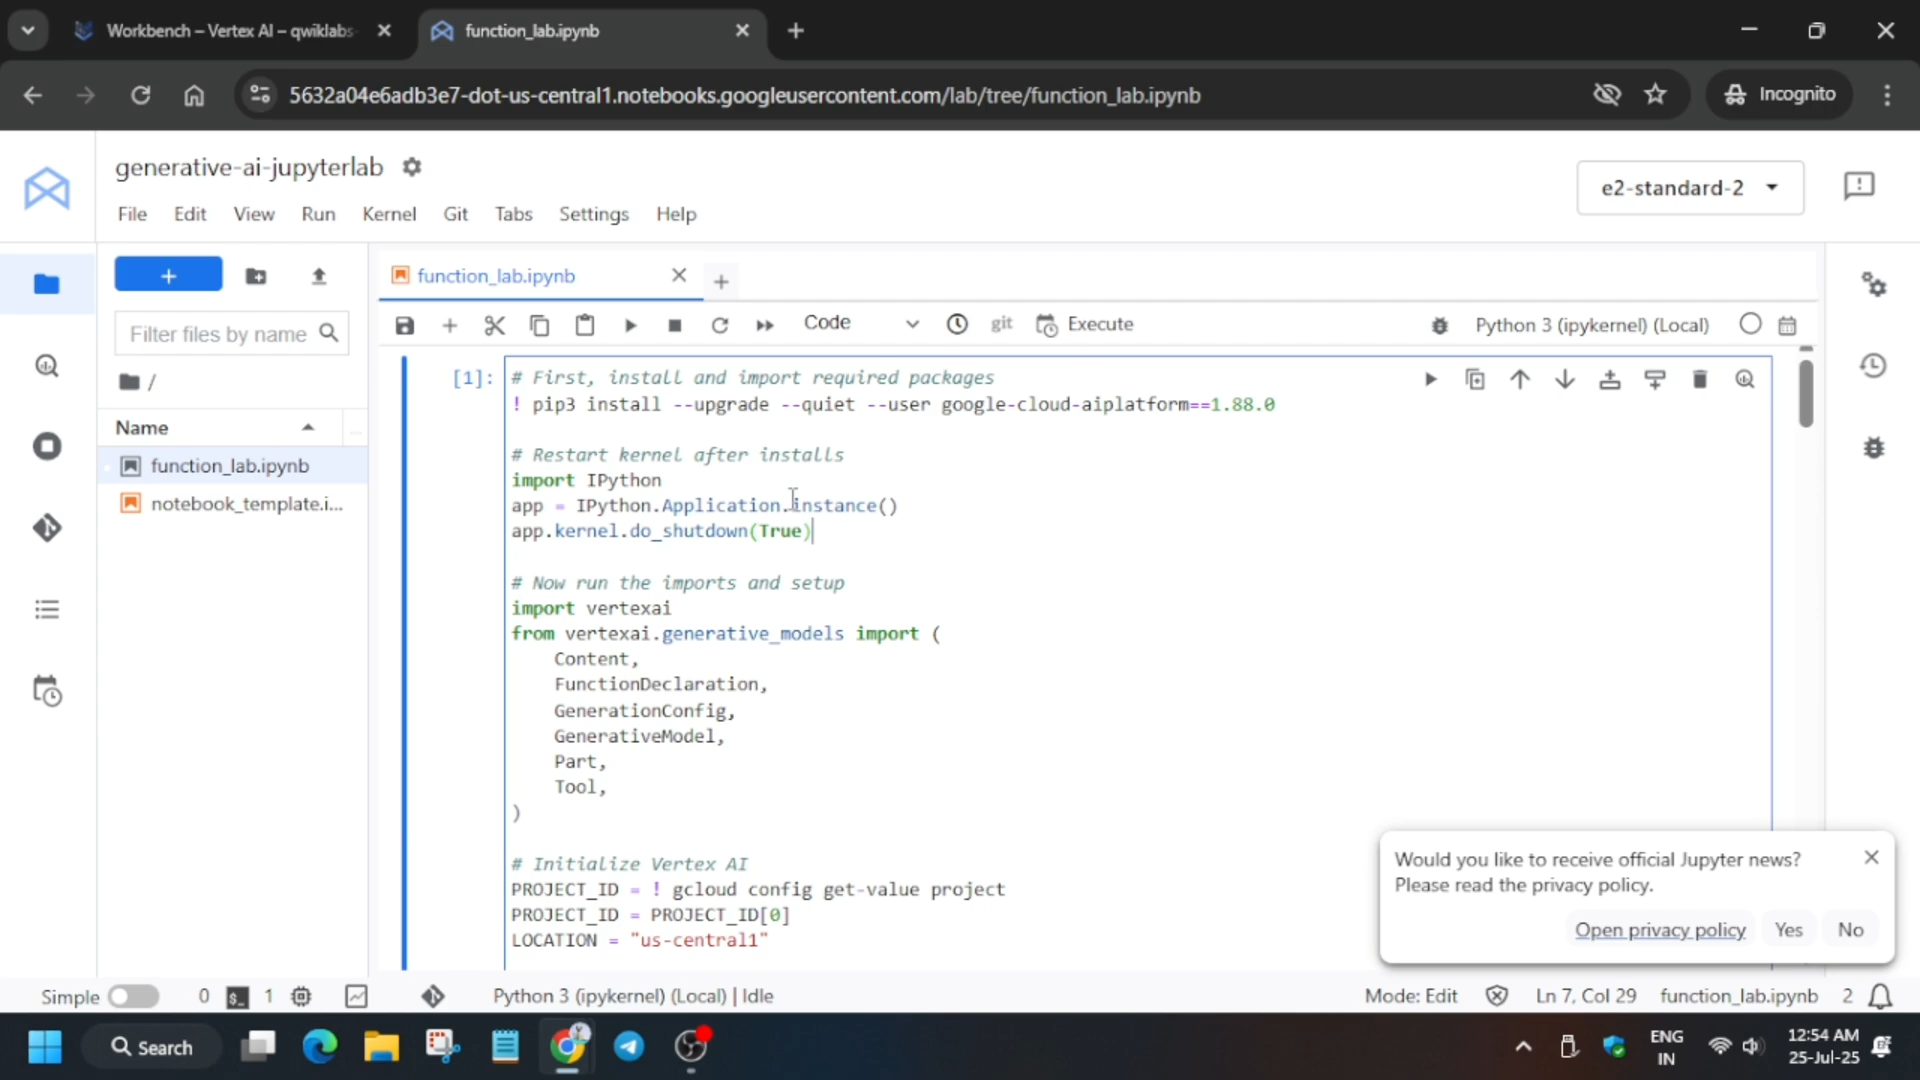 Workbench – Vertex AI – qwiklabs-
function_lab.ipynb
5632a04e6adb3e7-dot-us-central1.notebooks.googleusercontent.com/lab/tree/function_lab.ipynb
Incognito
generative-ai-jupyterlab
e2-standard-2
File Edit View Run Kernel Git Tabs Settings Help
function_lab.ipynb
Filter files by name
Code
git
Execute
Python 3 (ipykernel) (Local)
/
Name
function_lab.ipynb
notebook_template.i...
[1]:
# First, install and import required packages
! pip3 install --upgrade --quiet --user google-cloud-aiplatform==1.88.0
# Restart kernel after installs
import IPython
app = IPython.Application.instance()
app.kernel.do_shutdown(True)
# Now run the imports and setup
import vertexai
from vertexai.generative_models import (
    Content,
    FunctionDeclaration,
    GenerationConfig,
    GenerativeModel,
    Part,
    Tool,
)
# Initialize Vertex AI
PROJECT_ID = ! gcloud config get-value project
PROJECT_ID = PROJECT_ID[0]
LOCATION = "us-central1"
Would you like to receive official Jupyter news?
Please read the privacy policy.
Open privacy policy Yes No
Simple 0 $_ 1 Python 3 (ipykernel) (Local) | Idle Mode: Edit Ln 7, Col 29 function_lab.ipynb 2
Search
ENG
IN
12:54 AM
25-Jul-25